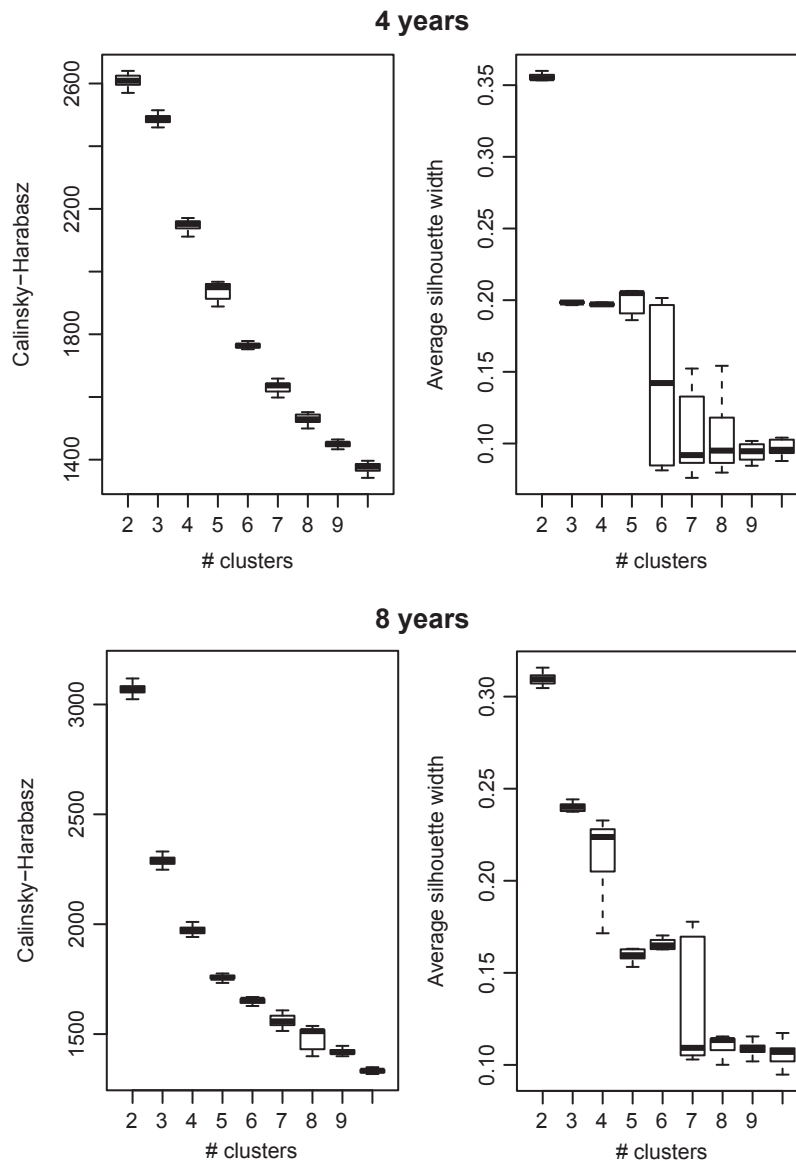 4 years
Calinsky−Harabasz
2600
2200
1800
1400
2 3 4 5 6 7 8 9
# clusters
Average silhouette width
0.35
0.30
0.25
0.20
0.15
0.10
2 3 4 5 6 7 8 9
# clusters
8 years
Calinsky−Harabasz
3000
2500
2000
1500
2 3 4 5 6 7 8 9
# clusters
Average silhouette width
0.30
0.25
0.20
0.15
0.10
2 3 4 5 6 7 8 9
# clusters